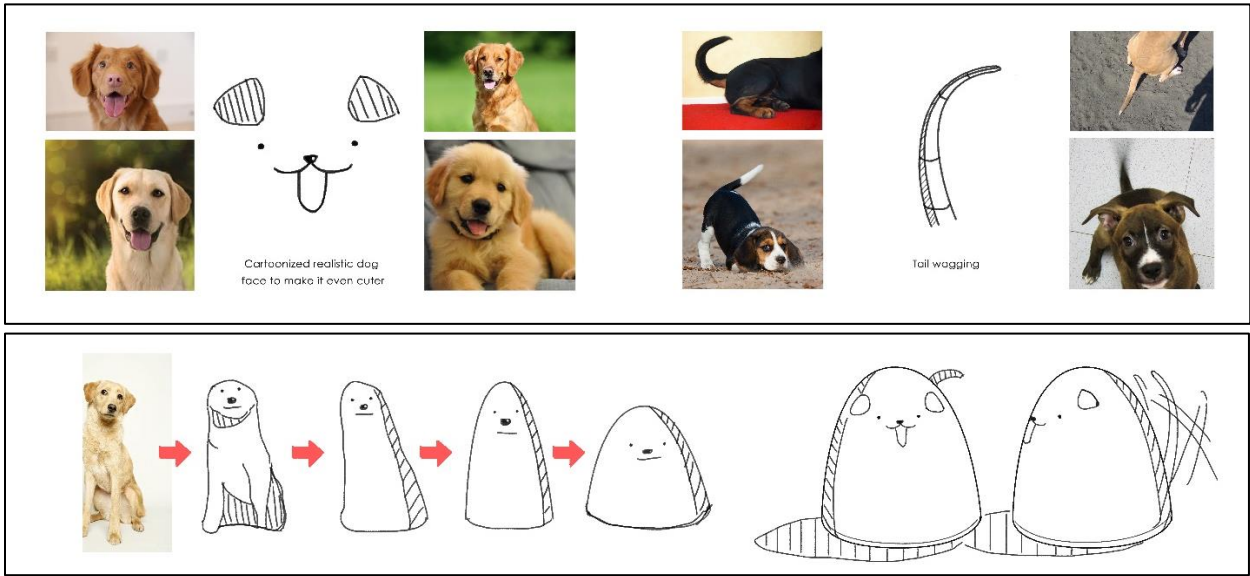 Cartoonized realistic dog
face to make it even cuter
Tail wagging